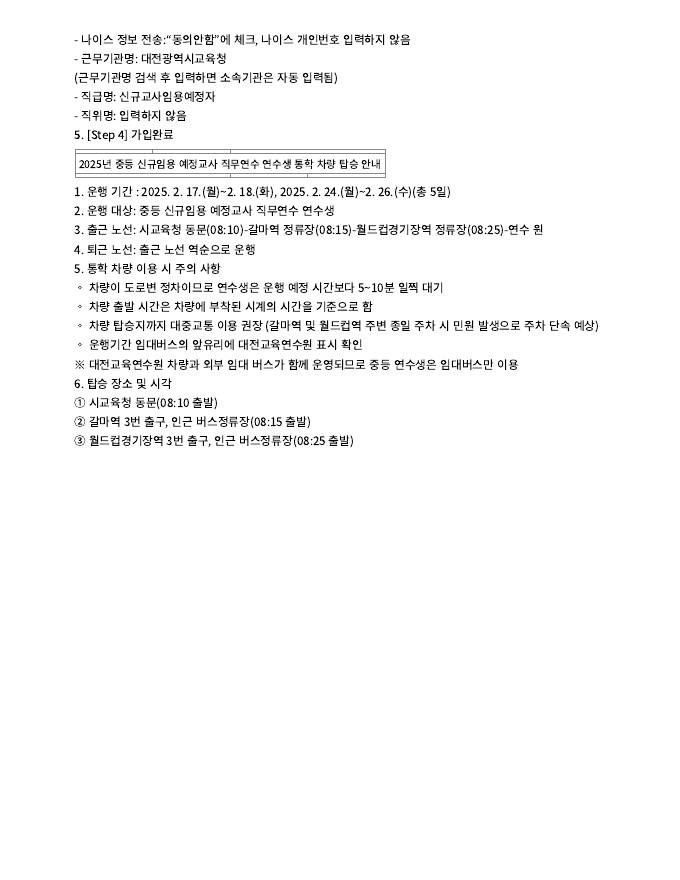 - 나이스 정보 전송:“동의안함”에 체크, 나이스 개인번호 입력하지 않음
- 근무기관명: 대전광역시교육청
(근무기관명 검색 후 입력하면 소속기관은 자동 입력됨)
- 직급명: 신규교사임용예정자
- 직위명: 입력하지 않음
5. [Step 4] 가입완료
2025년 중등 신규임용 예정교사 직무연수 연수생 통학 차량 탑승 안내
1. 운행 기간 : 2025. 2. 17.(월)~2. 18.(화), 2025. 2. 24.(월)~2. 26.(수)(총 5일)
2. 운행 대상: 중등 신규임용 예정교사 직무연수 연수생
3. 출근 노선: 시교육청 동문(08:10)-갈마역 정류장(08:15)-월드컵경기장역 정류장(08:25)-연수 원
4. 퇴근 노선: 출근 노선 역순으로 운행
5. 통학 차량 이용 시 주의 사항
◦ 차량이 도로변 정차이므로 연수생은 운행 예정 시간보다 5~10분 일찍 대기
◦ 차량 출발 시간은 차량에 부착된 시계의 시간을 기준으로 함
◦ 차량 탑승지까지 대중교통 이용 권장 (갈마역 및 월드컵역 주변 종일 주차 시 민원 발생으로 주차 단속 예상)
◦ 운행기간 임대버스의 앞유리에 대전교육연수원 표시 확인
※ 대전교육연수원 차량과 외부 임대 버스가 함께 운영되므로 중등 연수생은 임대버스만 이용
6. 탑승 장소 및 시각
① 시교육청 동문(08:10 출발)
② 갈마역 3번 출구, 인근 버스정류장(08:15 출발)
③ 월드컵경기장역 3번 출구, 인근 버스정류장(08:25 출발)